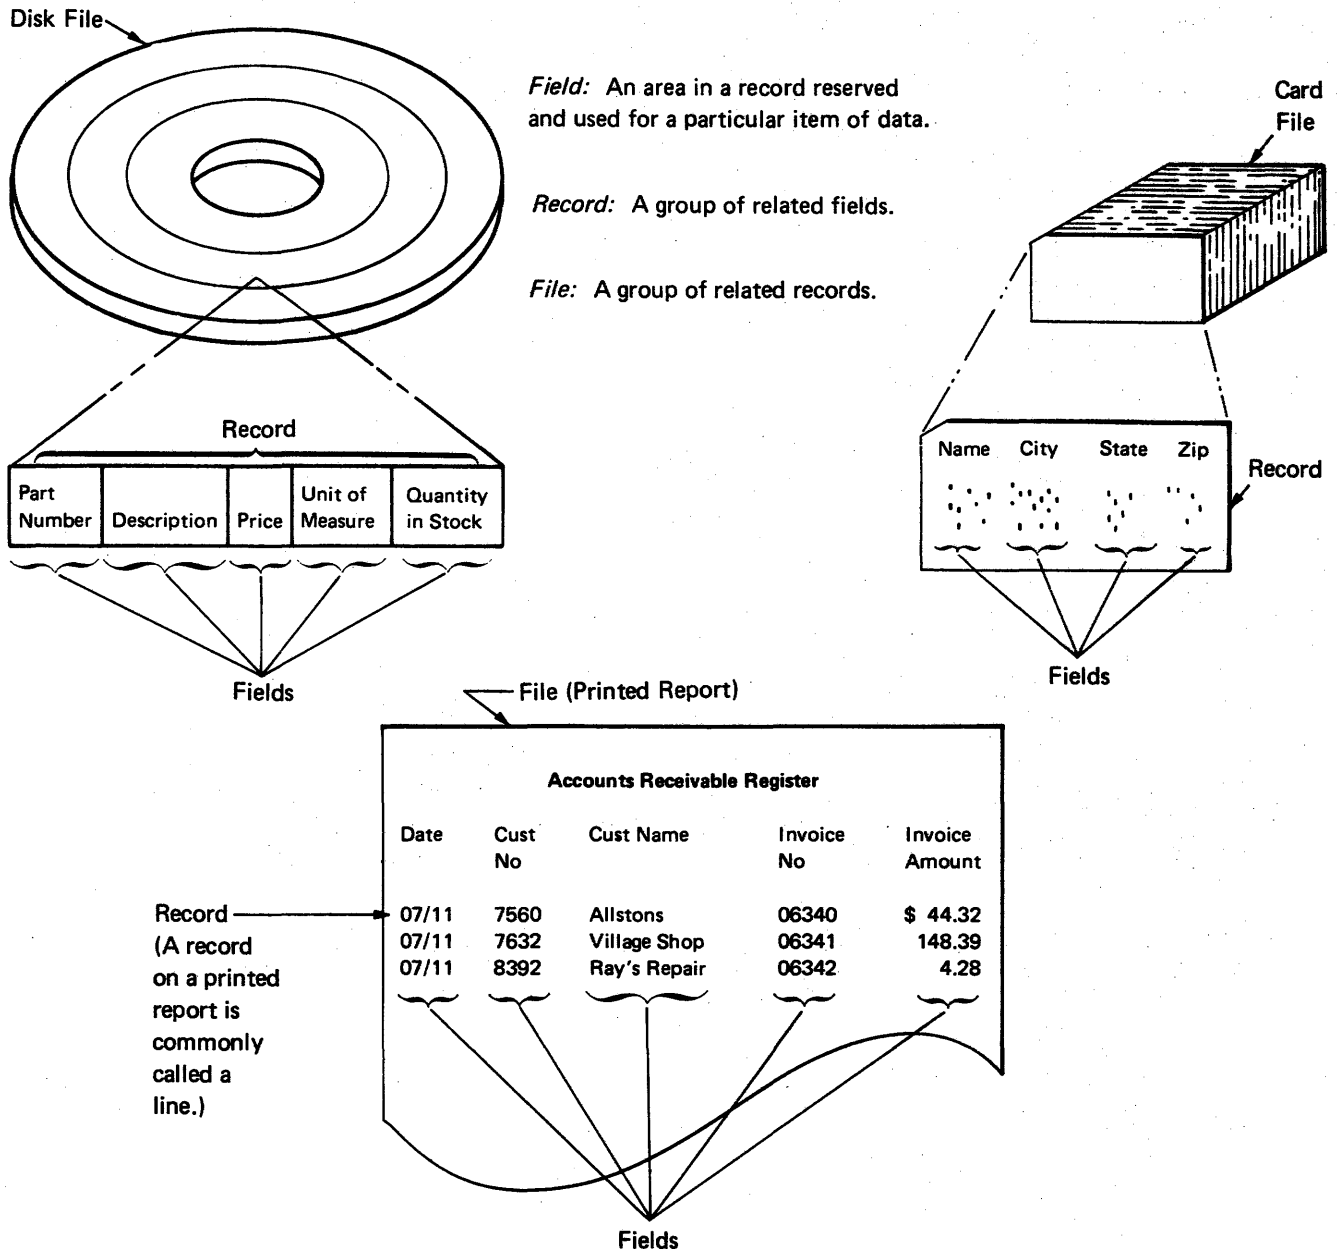 Disk File
Field: An area in a record reserved
and used for a particular item of data.
Record: A group of related fields.
File: A group of related records.
Card
File
Record
Part
Number
Description
Price
Unit of
Measure
Quantity
in Stock
Fields
Name City State Zip
Record
Fields
File (Printed Report)
Accounts Receivable Register
Date Cust Cust Name Invoice Invoice
No No Amount
Record
(A record
on a printed
report is
commonly
called a
line.)
07/11 7560 Allstons 06340 $ 44.32
07/11 7632 Village Shop 06341 148.39
07/11 8392 Ray's Repair 06342 4.28
Fields